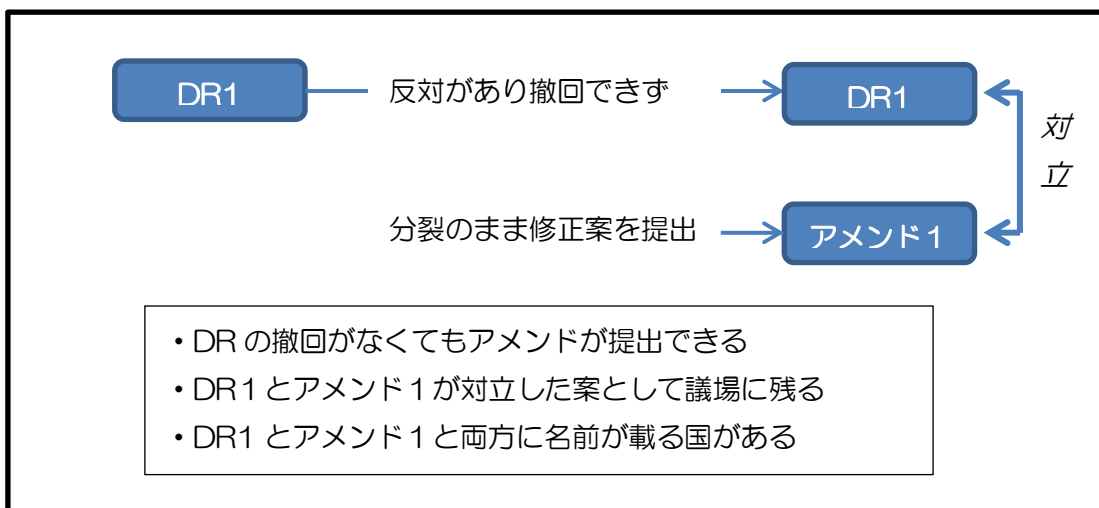 DR1 反対があり撤回できず DR1
対立
分裂のまま修正案を提出 アメンド１
・DR の撤回がなくてもアメンドが提出できる
・DR１とアメンド１が対立した案として議場に残る
・DR1 とアメンド１と両方に名前が載る国がある